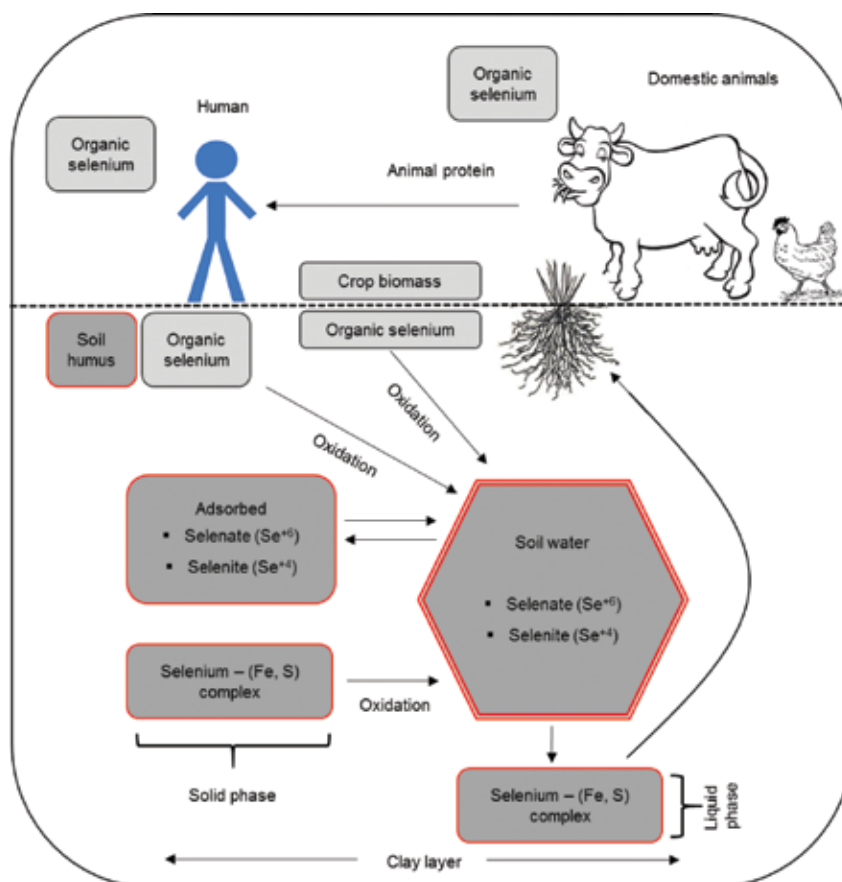 Organic
selenium
Domestic animals
Human
Organic
selenium
Animal protein
Crop biomass
Soil
humus
Organic
selenium
Organic selenium
Oxidation
Oxidation
Adsorbed
▪ Selenate (Se+6)
▪ Selenite (Se+4)
Soil water
▪ Selenate (Se+6)
▪ Selenite (Se+4)
Selenium – (Fe, S)
complex
Oxidation
Solid phase
Selenium – (Fe, S)
complex
Liquid
phase
Clay layer